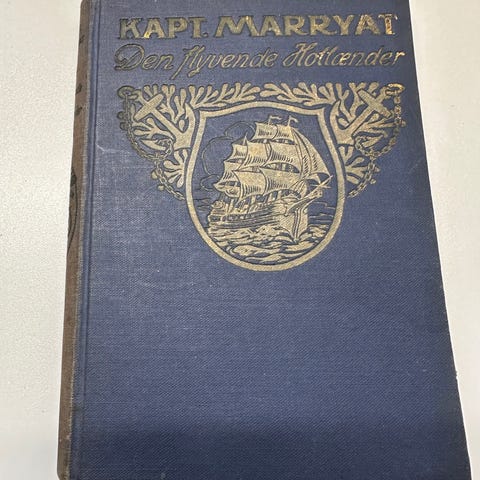 KAPT. MARRYAT
Den flyvende Hollænder